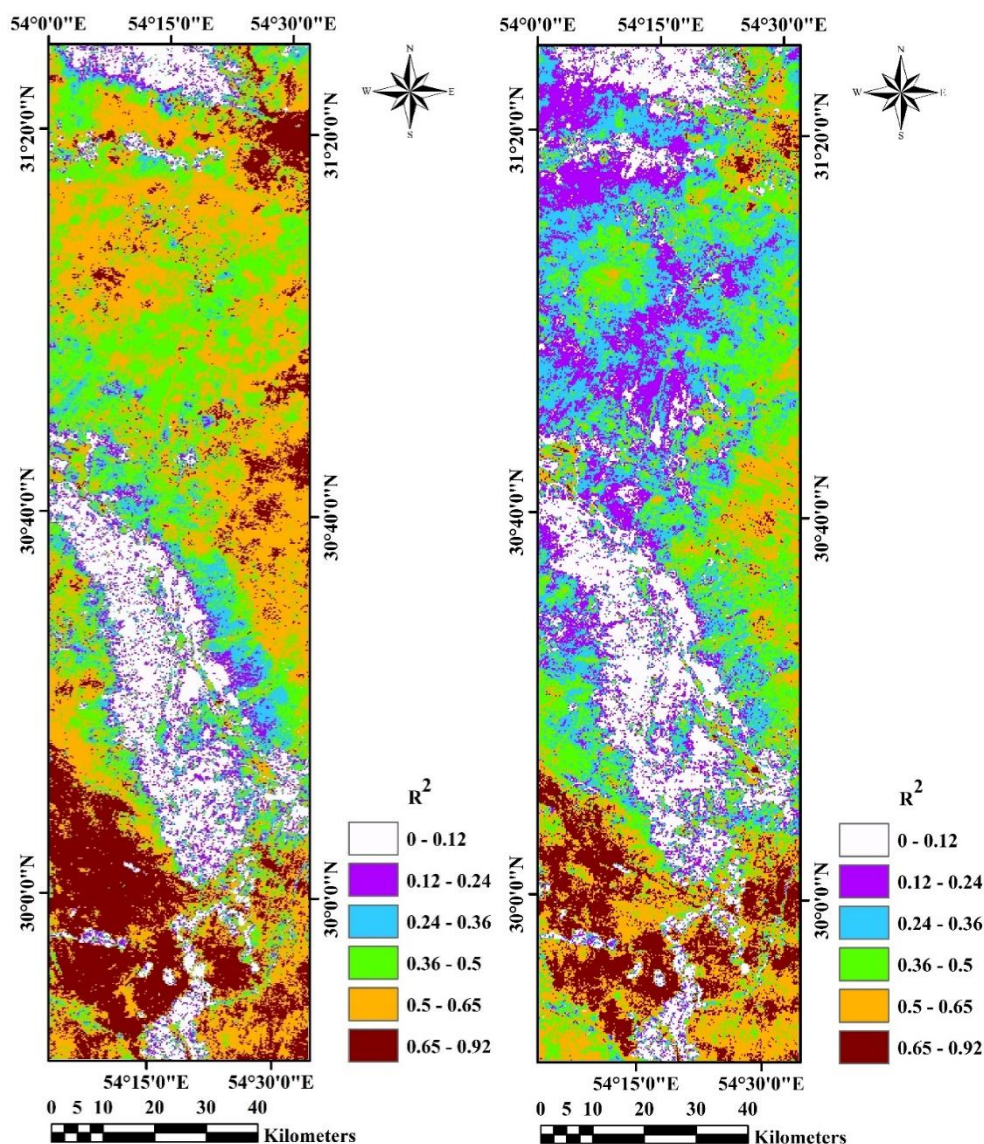 54°0'0"E 54°15'0"E 54°30'0"E
N
W E
S
31°20'0"N 31°20'0"N
30°40'0"N 30°40'0"N
30°0'0"N 30°0'0"N
R²
0 - 0.12
0.12 - 0.24
0.24 - 0.36
0.36 - 0.5
0.5 - 0.65
0.65 - 0.92
54°15'0"E 54°30'0"E
0 5 10 20 30 40
Kilometers
54°0'0"E 54°15'0"E 54°30'0"E
N
W E
S
31°20'0"N 31°20'0"N
30°40'0"N 30°40'0"N
30°0'0"N 30°0'0"N
R²
0 - 0.12
0.12 - 0.24
0.24 - 0.36
0.36 - 0.5
0.5 - 0.65
0.65 - 0.92
54°15'0"E 54°30'0"E
0 5 10 20 30 40
Kilometers